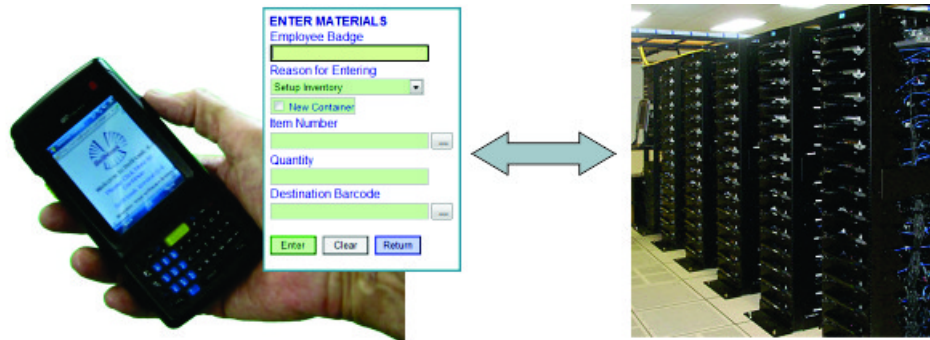 ENTER MATERIALS
Employee Badge
Reason for Entering
Setup Inventory
New Container
Item Number
...
Quantity
Destination Barcode
...
Enter Clear Return